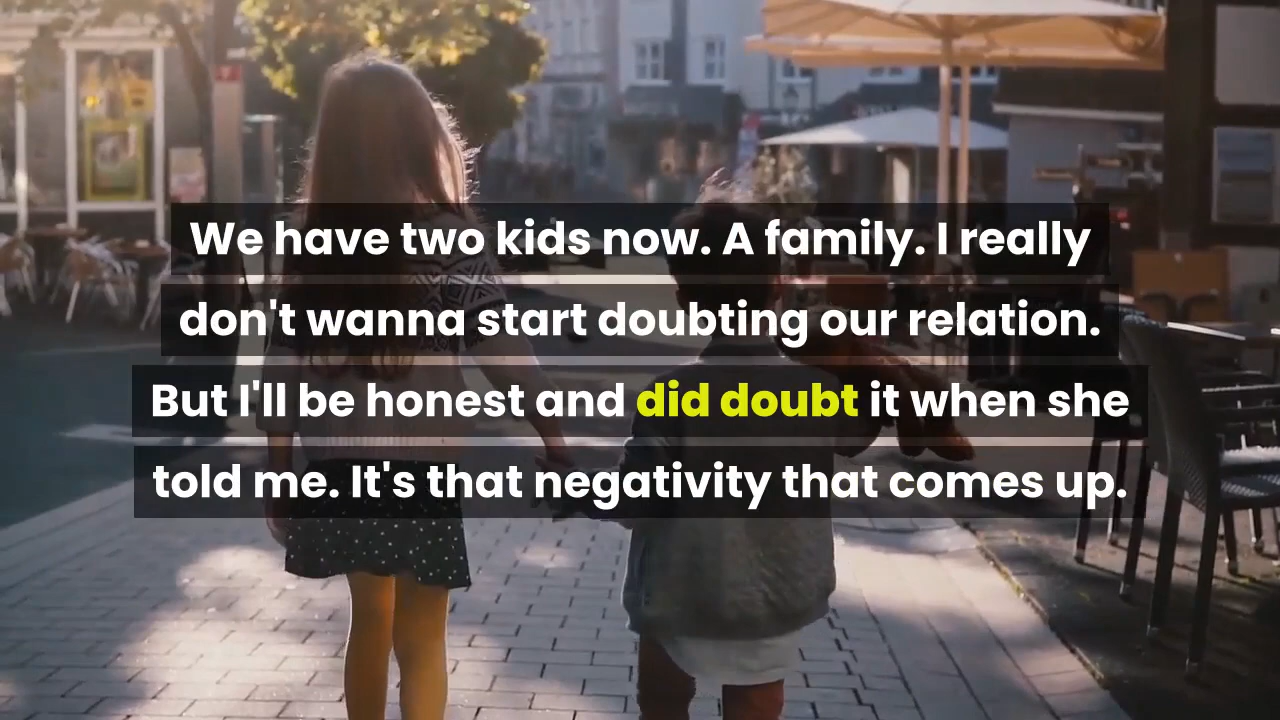 We have two kids now. A family. I really
don't wanna start doubting our relation.
But I'll be honest and did doubt it when she
told me. It's that negativity that comes up.